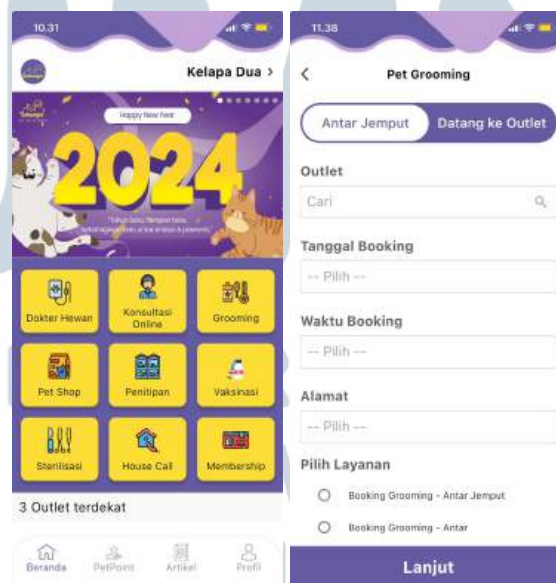 10.31
Kelapa Dua >
Happy New Year
2024
Dokter Hewan
Konsultasi
Online
Grooming
Pet Shop
Penitipan
Vaksinasi
Sterilisasi
House Call
Membership
3 Outlet terdekat
Beranda
PetPoint
Artikel
Profil
11.38
Pet Grooming
Antar Jemput
Datang ke Outlet
Outlet
Cari
Tanggal Booking
-- Pilih --
Waktu Booking
-- Pilih --
Alamat
-- Pilih --
Pilih Layanan
Booking Grooming - Antar Jemput
Booking Grooming - Antar
Lanjut